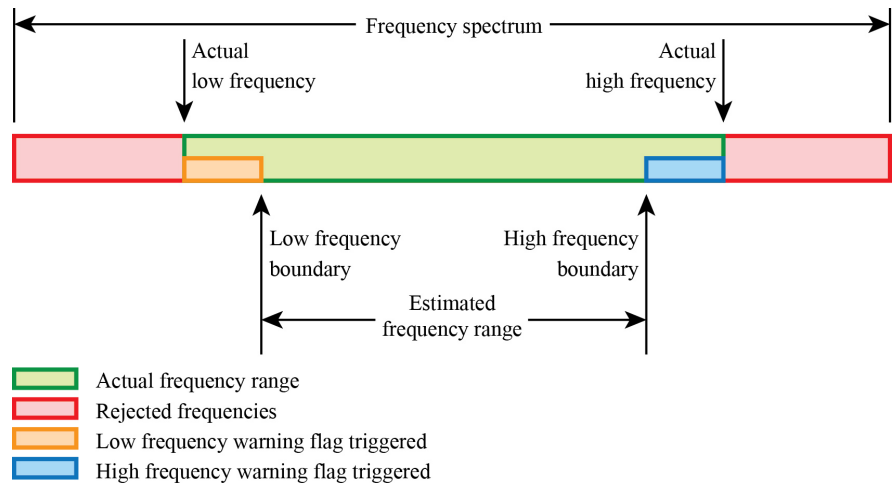 Frequency spectrum
Actual
low frequency
Actual
high frequency
Low frequency
boundary
High frequency
boundary
Estimated
frequency range
Actual frequency range
Rejected frequencies
Low frequency warning flag triggered
High frequency warning flag triggered